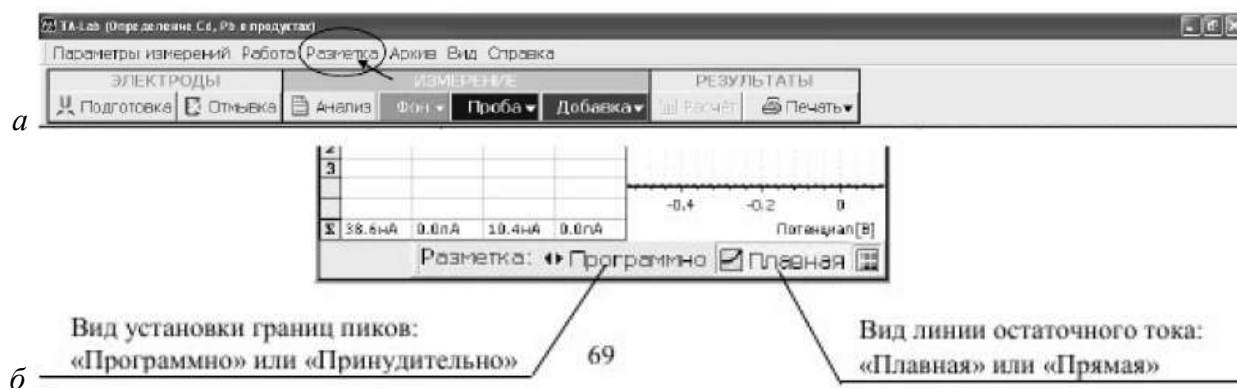 TA-Lab (Определение Cd, Pb в продуктах)
Параметры измерений Работа Разметка Архив Вид Справка
ЭЛЕКТРОДЫ ИЗМЕРЕНИЕ РЕЗУЛЬТАТЫ
Подготовка Отмывка Анализ Фон Проба Добавка Расчёт Печать
а
2
3
-0,4 -0,2 0
Σ 38.6нА 0.0пА 10.4нА 0.0пА Потенциал[В]
Разметка: Программно Плавная
Вид установки границ пиков:
«Программно» или «Принудительно»
69
Вид линии остаточного тока:
«Плавная» или «Прямая»
б